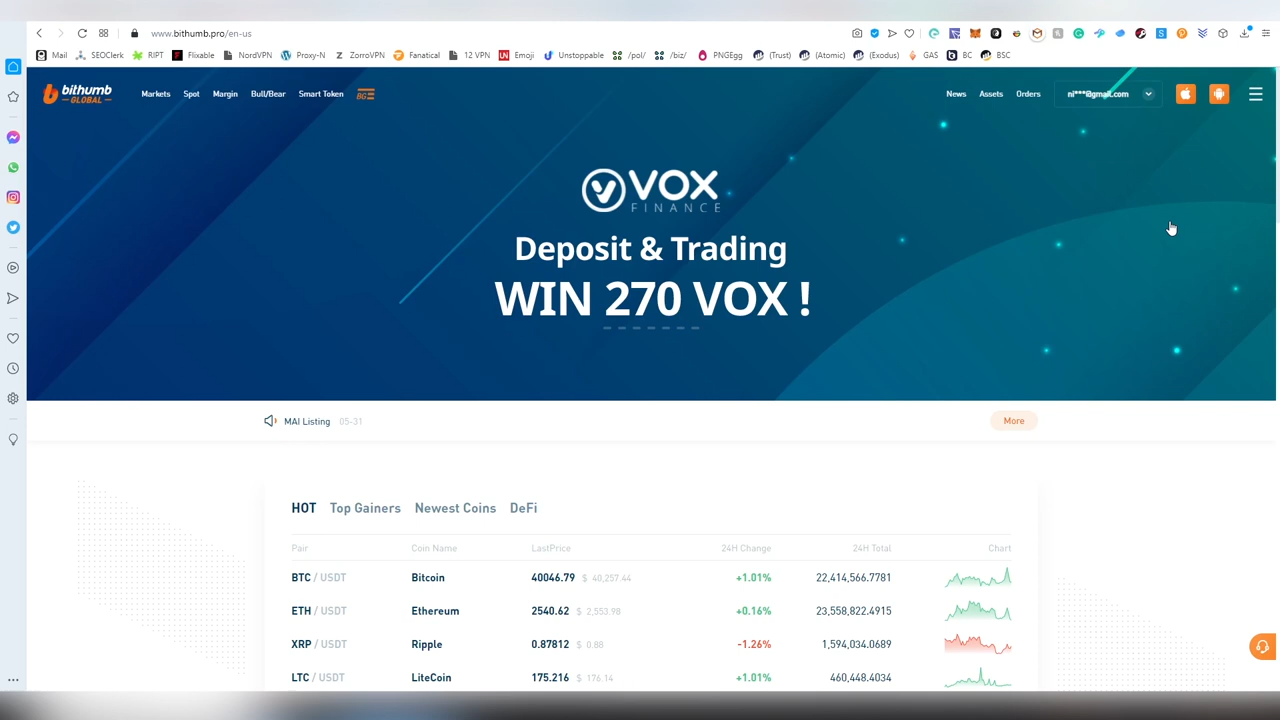 www.bithumb.pro/en-us
Mail SEOClerk RIPT Flixable NordVPN Proxy-N ZorroVPN Fanatical 12 VPN Emoji Unstoppable /pol/ /biz/ PNGEgg (Trust) (Atomic) (Exodus) GAS BC BSC
bithumb
GLOBAL
Markets Spot Margin Bull/Bear Smart Token
News Assets Orders ni***@gmail.com
VOX
FINANCE
Deposit & Trading
WIN 270 VOX !
MAI Listing 05-31
More
HOT Top Gainers Newest Coins DeFi
Pair Coin Name LastPrice 24H Change 24H Total Chart
BTC / USDT Bitcoin 40046.79 $ 40,257.44 +1.01% 22,414,566.7781
ETH / USDT Ethereum 2540.62 $ 2,553.98 +0.16% 23,558,822.4915
XRP / USDT Ripple 0.87812 $ 0.88 -1.26% 1,594,034.0689
LTC / USDT LiteCoin 175.216 $ 176.14 +1.01% 460,448.4034